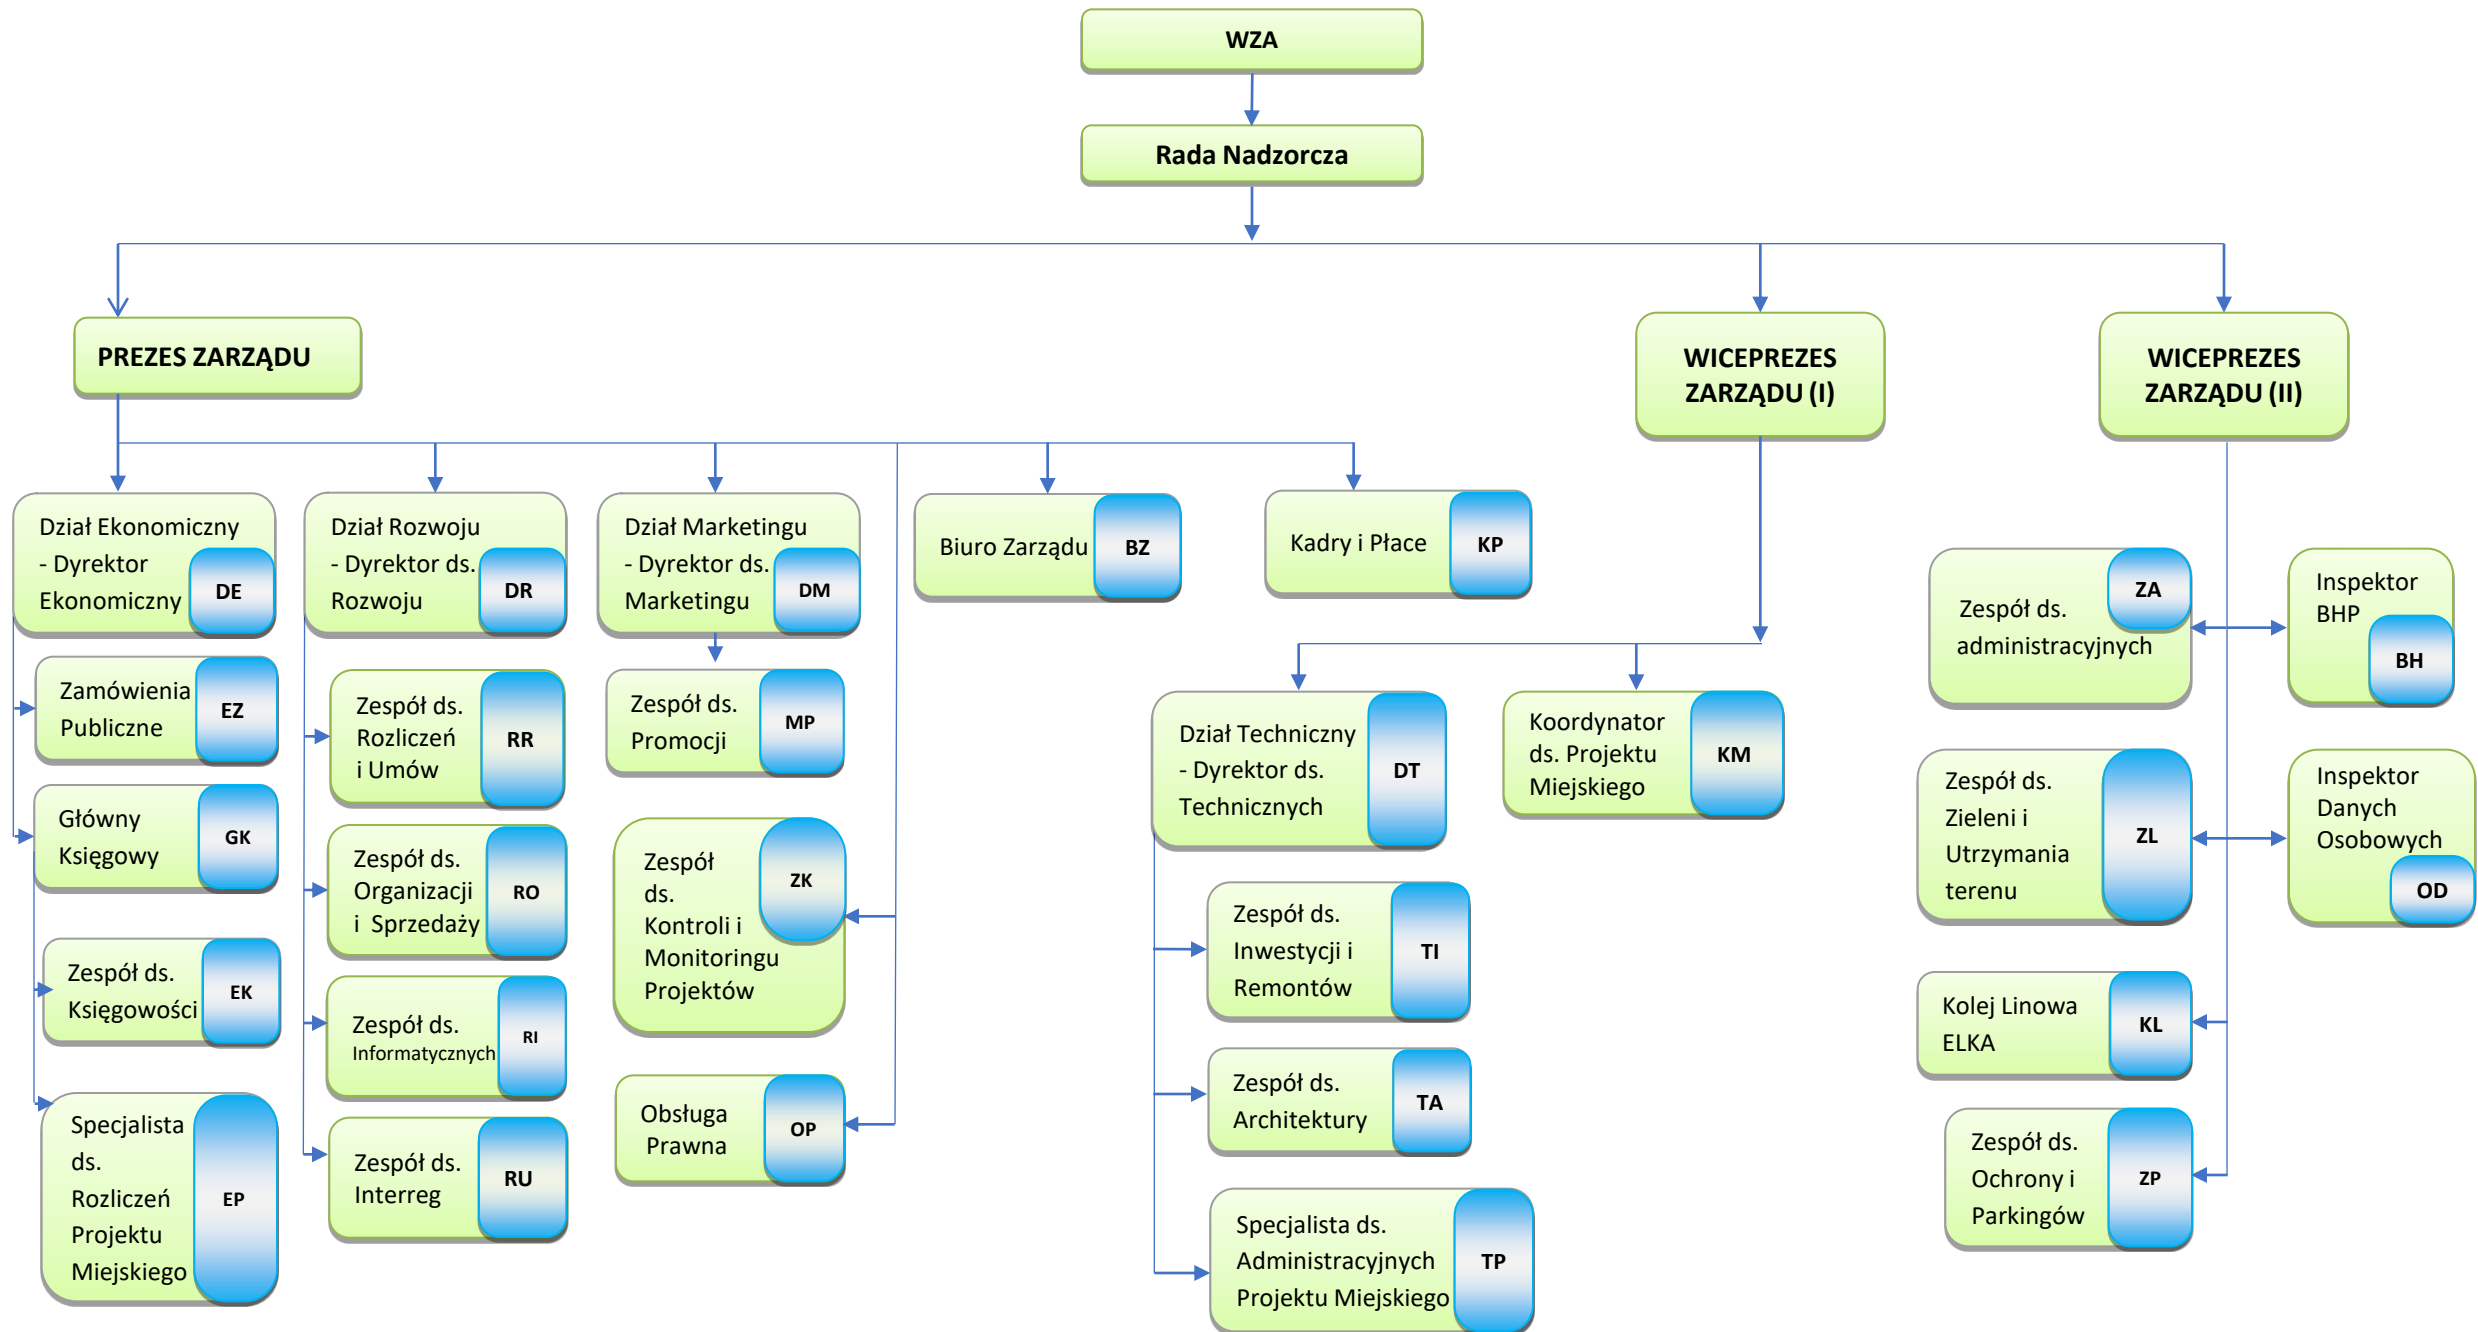 WZA
Rada Nadzorcza
PREZES ZARZĄDU
WICEPREZES
ZARZĄDU (I)
WICEPREZES
ZARZĄDU (II)
Dział Ekonomiczny
- Dyrektor
Ekonomiczny
DE
Dział Rozwoju
- Dyrektor ds.
Rozwoju
DR
Dział Marketingu
- Dyrektor ds.
Marketingu
DM
Biuro Zarządu
BZ
Kadry i Płace
KP
Zamówienia
Publiczne
EZ
Główny
Księgowy
GK
Zespół ds.
Księgowości
EK
Specjalista
ds.
Rozliczeń
Projektu
Miejskiego
EP
Zespół ds.
Rozliczeń
i Umów
RR
Zespół ds.
Organizacji
i Sprzedaży
RO
Zespół ds.
Informatycznych
RI
Zespół ds.
Interreg
RU
Zespół ds.
Promocji
MP
Zespół
ds.
Kontroli i
Monitoringu
Projektów
ZK
Obsługa
Prawna
OP
Dział Techniczny
- Dyrektor ds.
Technicznych
DT
Koordynator
ds. Projektu
Miejskiego
KM
Zespół ds.
Inwestycji i
Remontów
TI
Zespół ds.
Architektury
TA
Specjalista ds.
Administracyjnych
Projektu Miejskiego
TP
Zespół ds.
administracyjnych
ZA
Inspektor
BHP
BH
Zespół ds.
Zieleni i
Utrzymania
terenu
ZL
Inspektor
Danych
Osobowych
OD
Kolej Linowa
ELKA
KL
Zespół ds.
Ochrony i
Parkingów
ZP